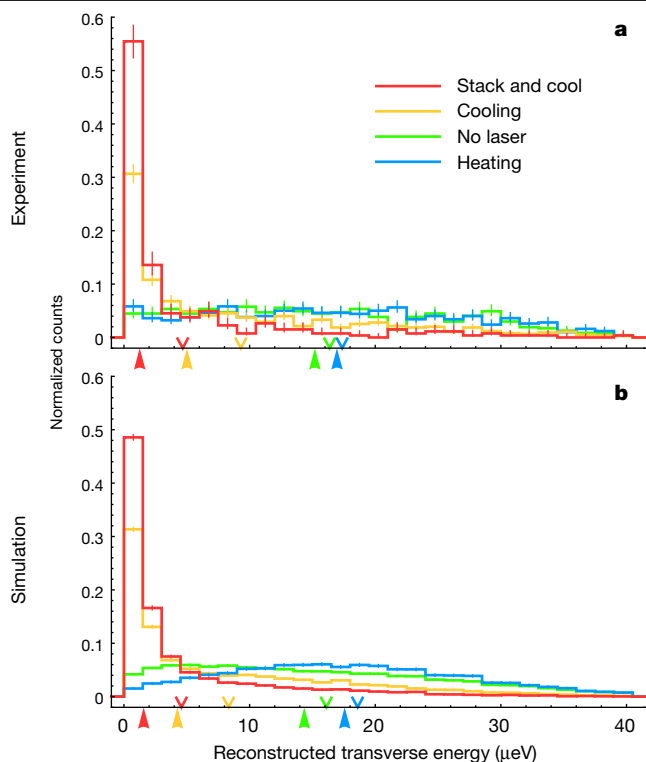 a
0.6
0.5
0.4
0.3
0.2
0.1
0
Stack and cool
Cooling
No laser
Heating
Experiment
Normalized counts
b
0.6
0.5
0.4
0.3
0.2
0.1
0
Simulation
0 10 20 30 40
Reconstructed transverse energy (μeV)